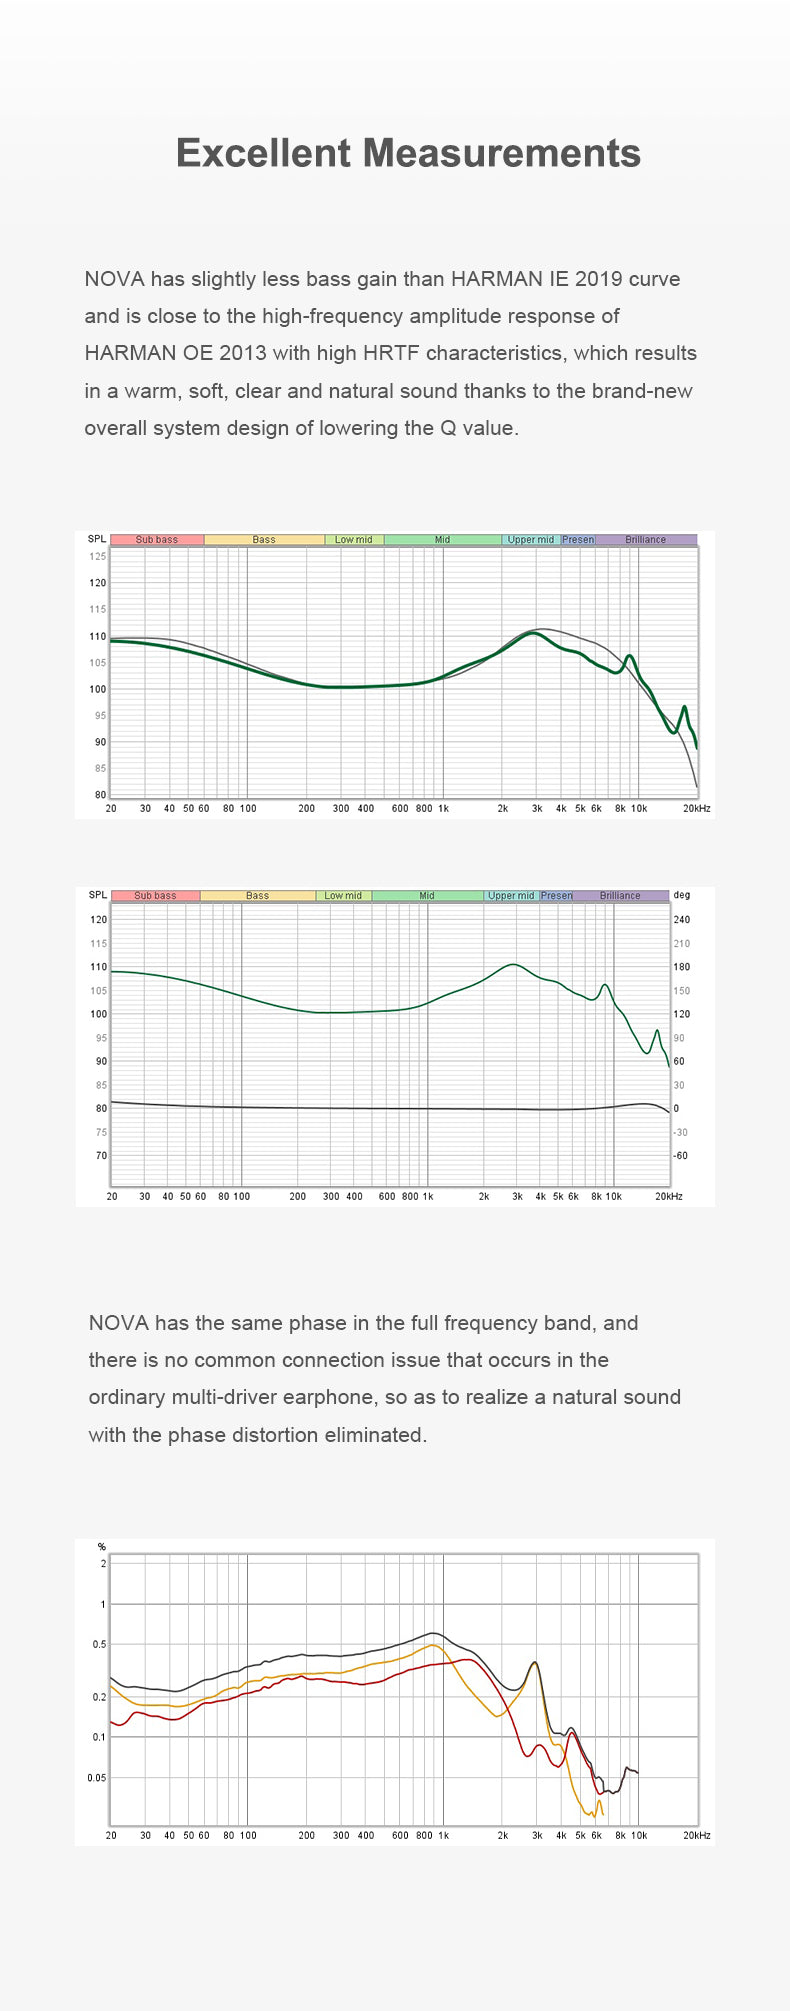 Excellent Measurements
NOVA has slightly less bass gain than HARMAN IE 2019 curve
and is close to the high-frequency amplitude response of
HARMAN OE 2013 with high HRTF characteristics, which results
in a warm, soft, clear and natural sound thanks to the brand-new
overall system design of lowering the Q value.
SPL Sub bass Bass Low mid Mid Upper mid Presen Brilliance
125
120
115
110
105
100
95
90
85
80
20 30 40 50 60 80 100 200 300 400 600 800 1k 2k 3k 4k 5k 6k 8k 10k 20kHz
SPL Sub bass Bass Low mid Mid Upper mid Presen Brilliance deg
120 240
115 210
110 180
105 150
100 120
95 90
90 60
85 30
80 0
75 -30
70 -60
20 30 40 50 60 80 100 200 300 400 600 800 1k 2k 3k 4k 5k 6k 8k 10k 20kHz
NOVA has the same phase in the full frequency band, and
there is no common connection issue that occurs in the
ordinary multi-driver earphone, so as to realize a natural sound
with the phase distortion eliminated.
%
2
1
0.5
0.2
0.1
0.05
20 30 40 50 60 80 100 200 300 400 600 800 1k 2k 3k 4k 5k 6k 8k 10k 20kHz